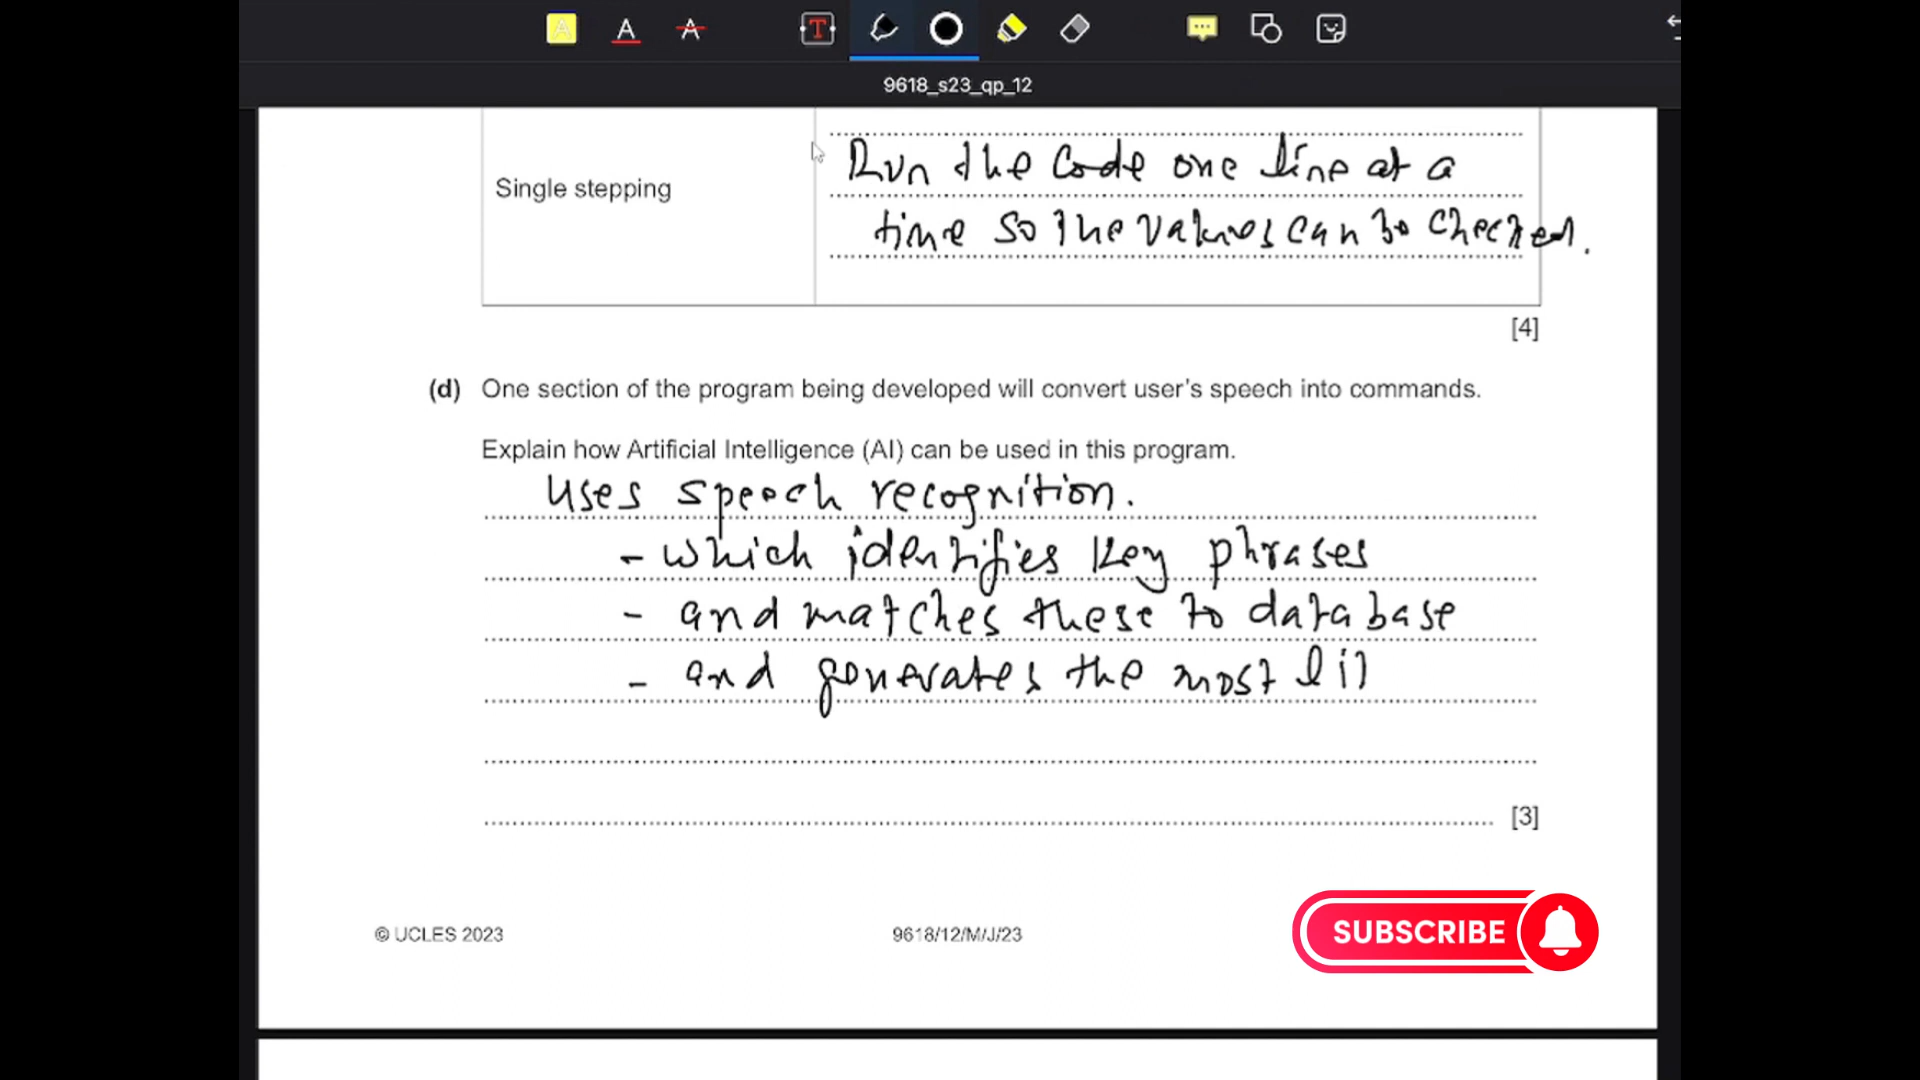 A A A T
9618_s23_qp_12
Run the code one line at a
Single stepping
time so the values can be checked.
[4]
(d) One section of the program being developed will convert user's speech into commands.
Explain how Artificial Intelligence (AI) can be used in this program.
Uses speech recognition.
- which identifies key phrases
- and matches these to database
- and generates the most li
[3]
© UCLES 2023 9618/12/M/J/23
SUBSCRIBE